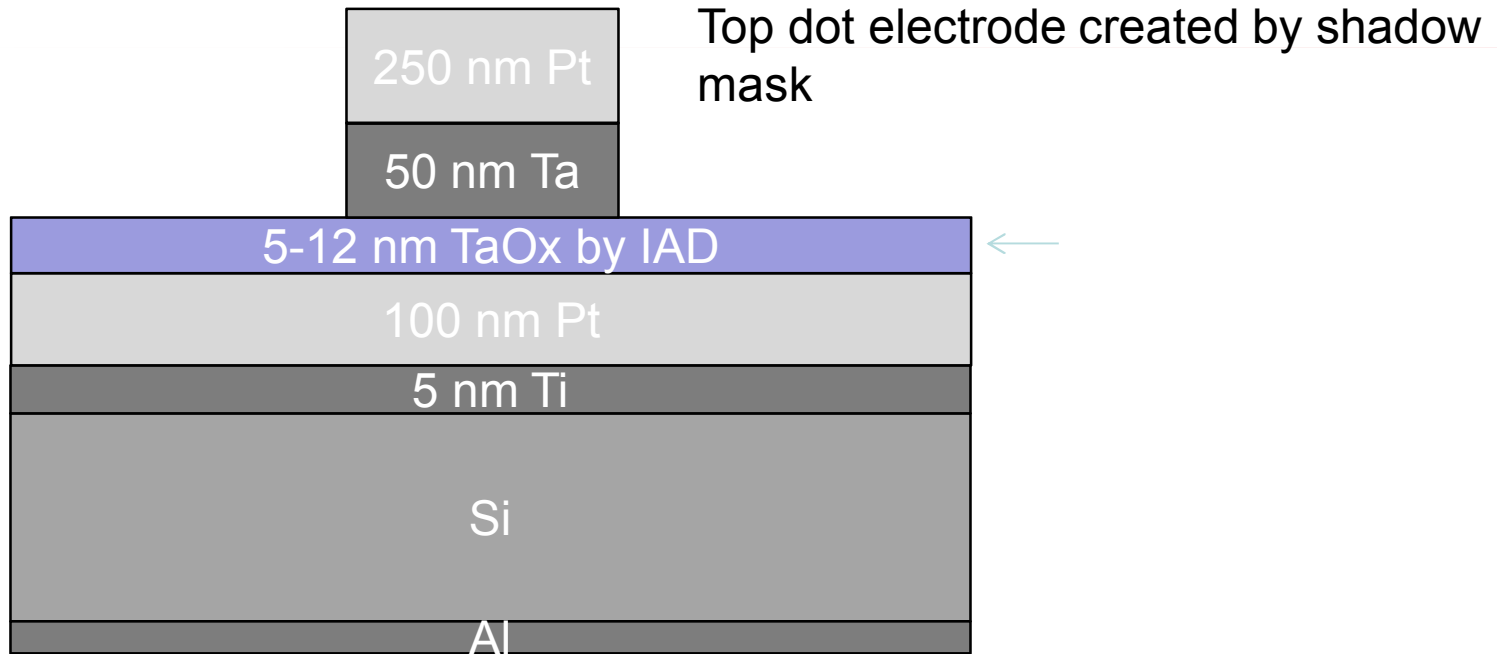 Top dot electrode created by shadow
mask
250 nm Pt
50 nm Ta
5-12 nm TaOx by IAD
100 nm Pt
5 nm Ti
Si
Al